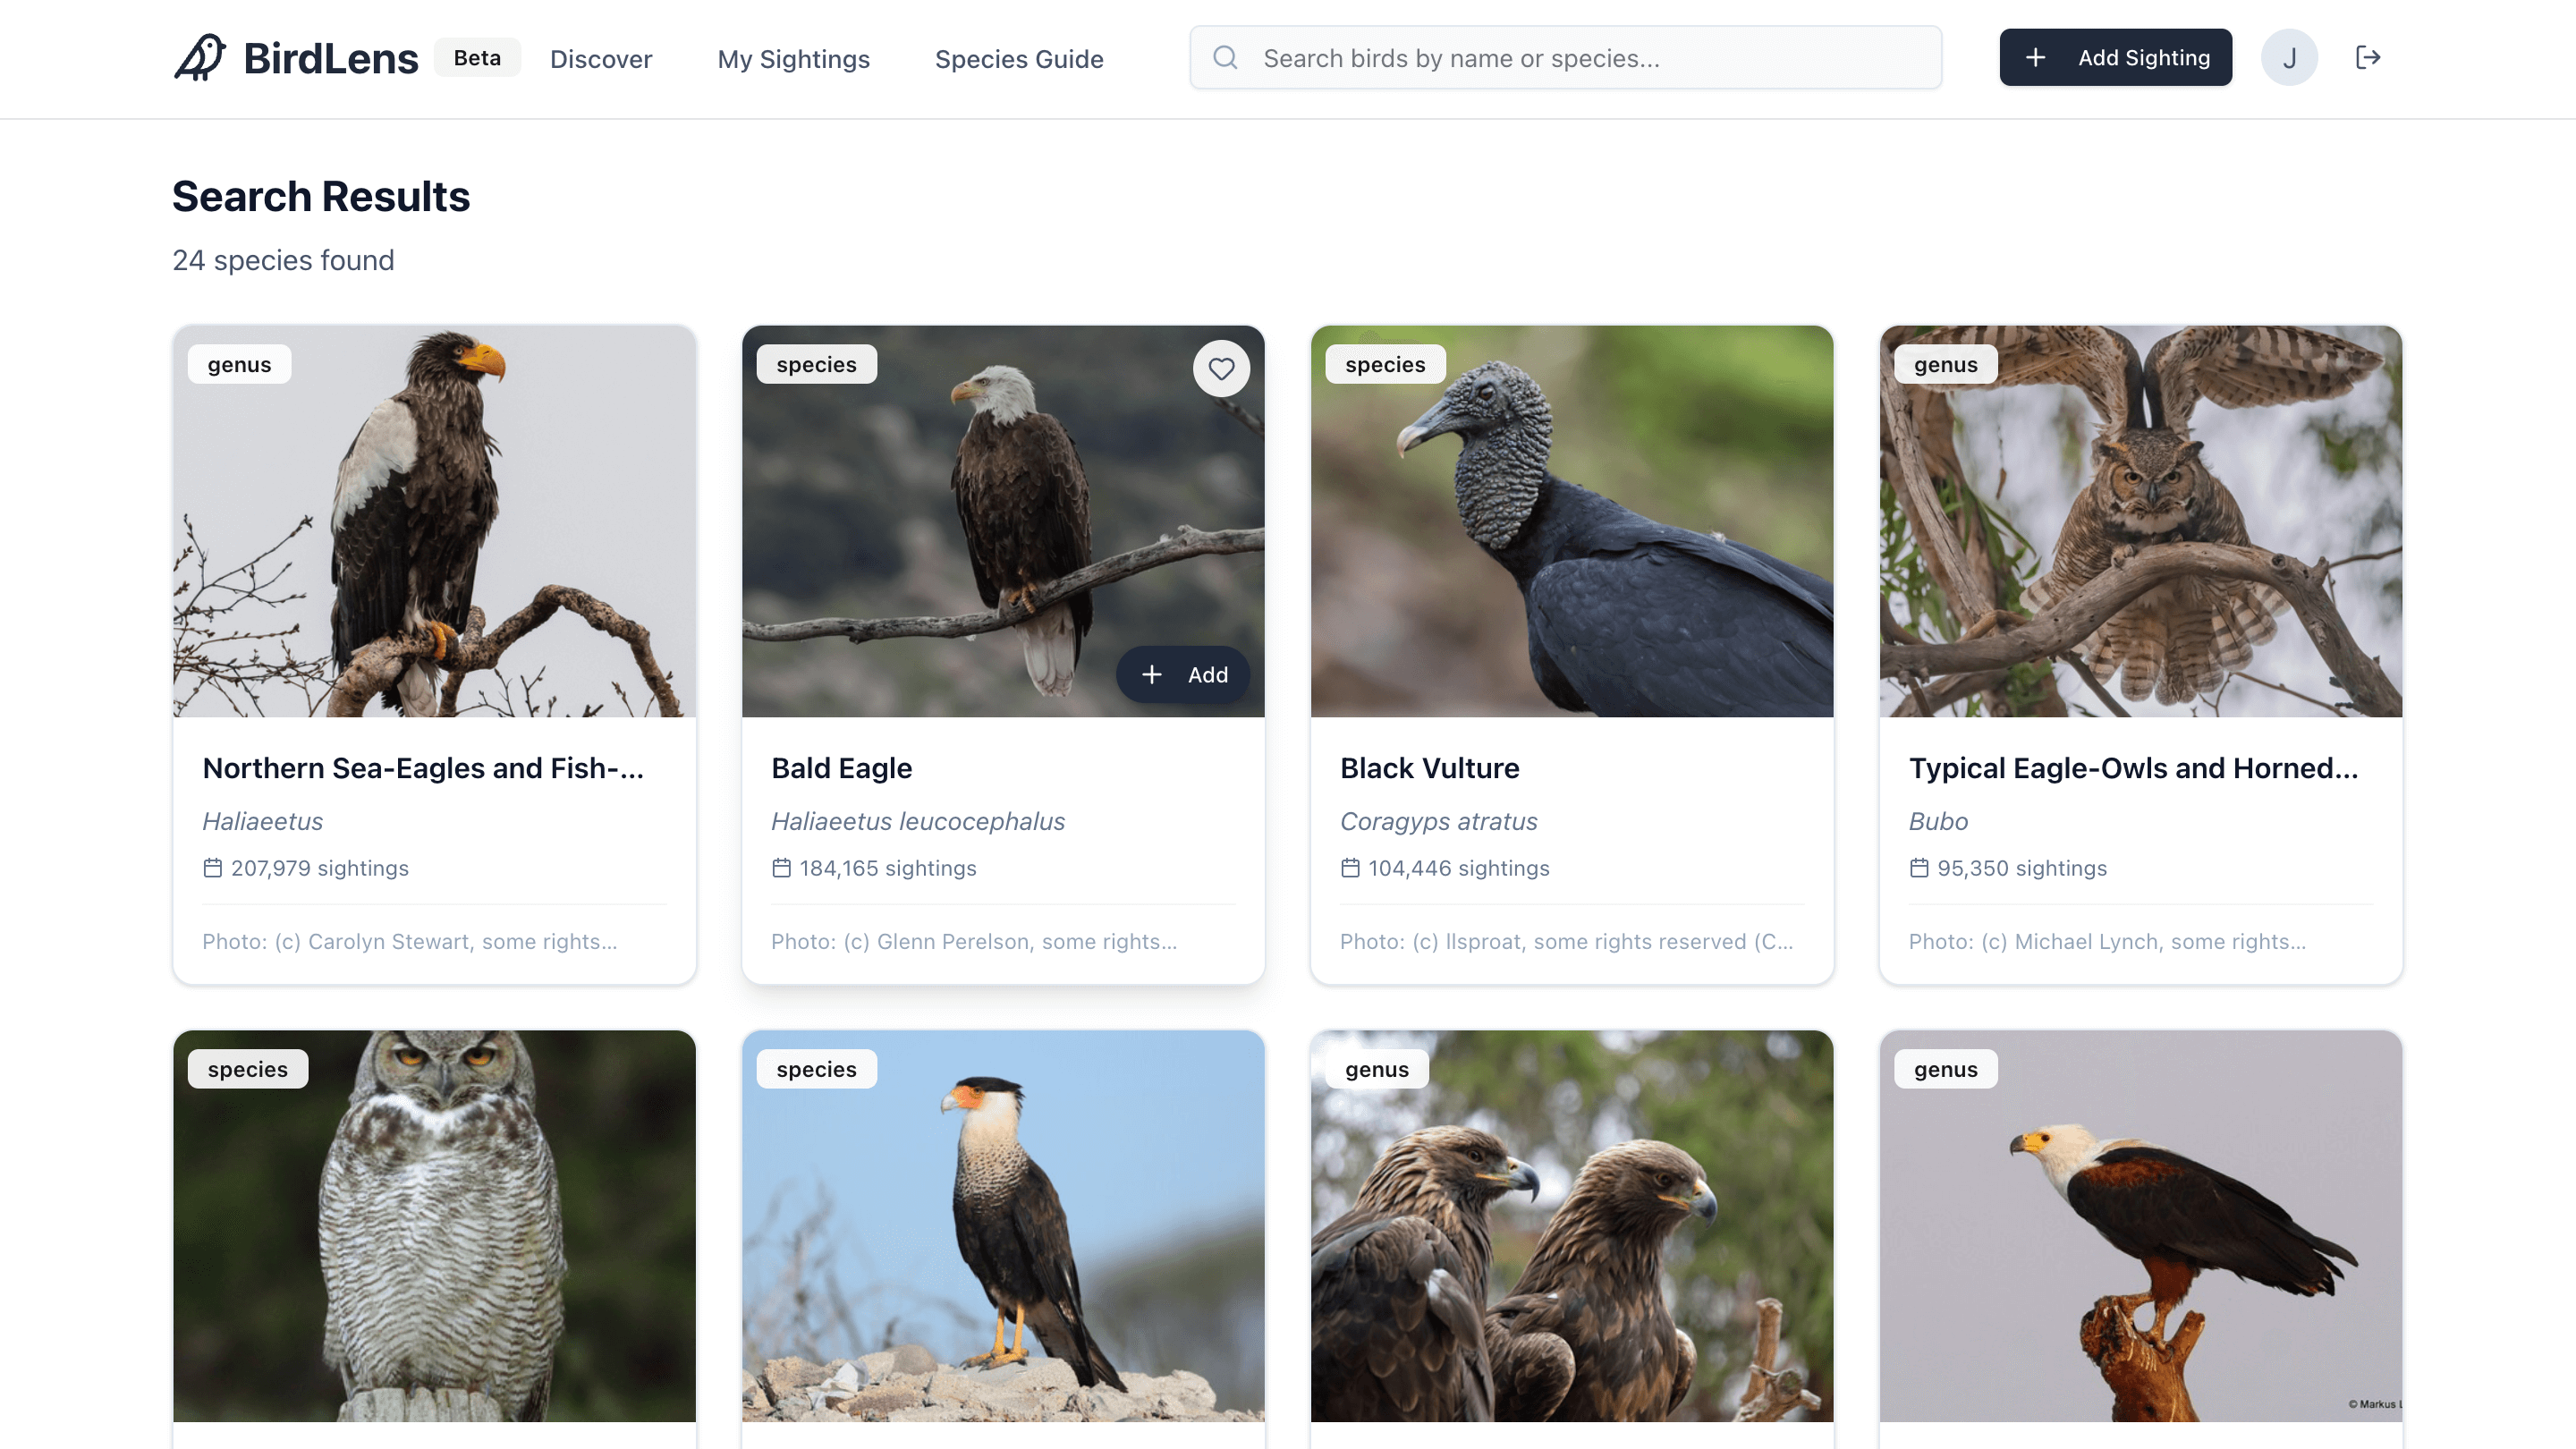 BirdLens Beta Discover My Sightings Species Guide Search birds by name or species... Add Sighting J
Search Results
24 species found
genus
species
species
genus
Add
Northern Sea-Eagles and Fish-...
Haliaeetus
207,979 sightings
Photo: (c) Carolyn Stewart, some rights...
Bald Eagle
Haliaeetus leucocephalus
184,165 sightings
Photo: (c) Glenn Perelson, some rights...
Black Vulture
Coragyps atratus
104,446 sightings
Photo: (c) llsproat, some rights reserved (C...
Typical Eagle-Owls and Horned...
Bubo
95,350 sightings
Photo: (c) Michael Lynch, some rights...
species
species
genus
genus
© Markus L